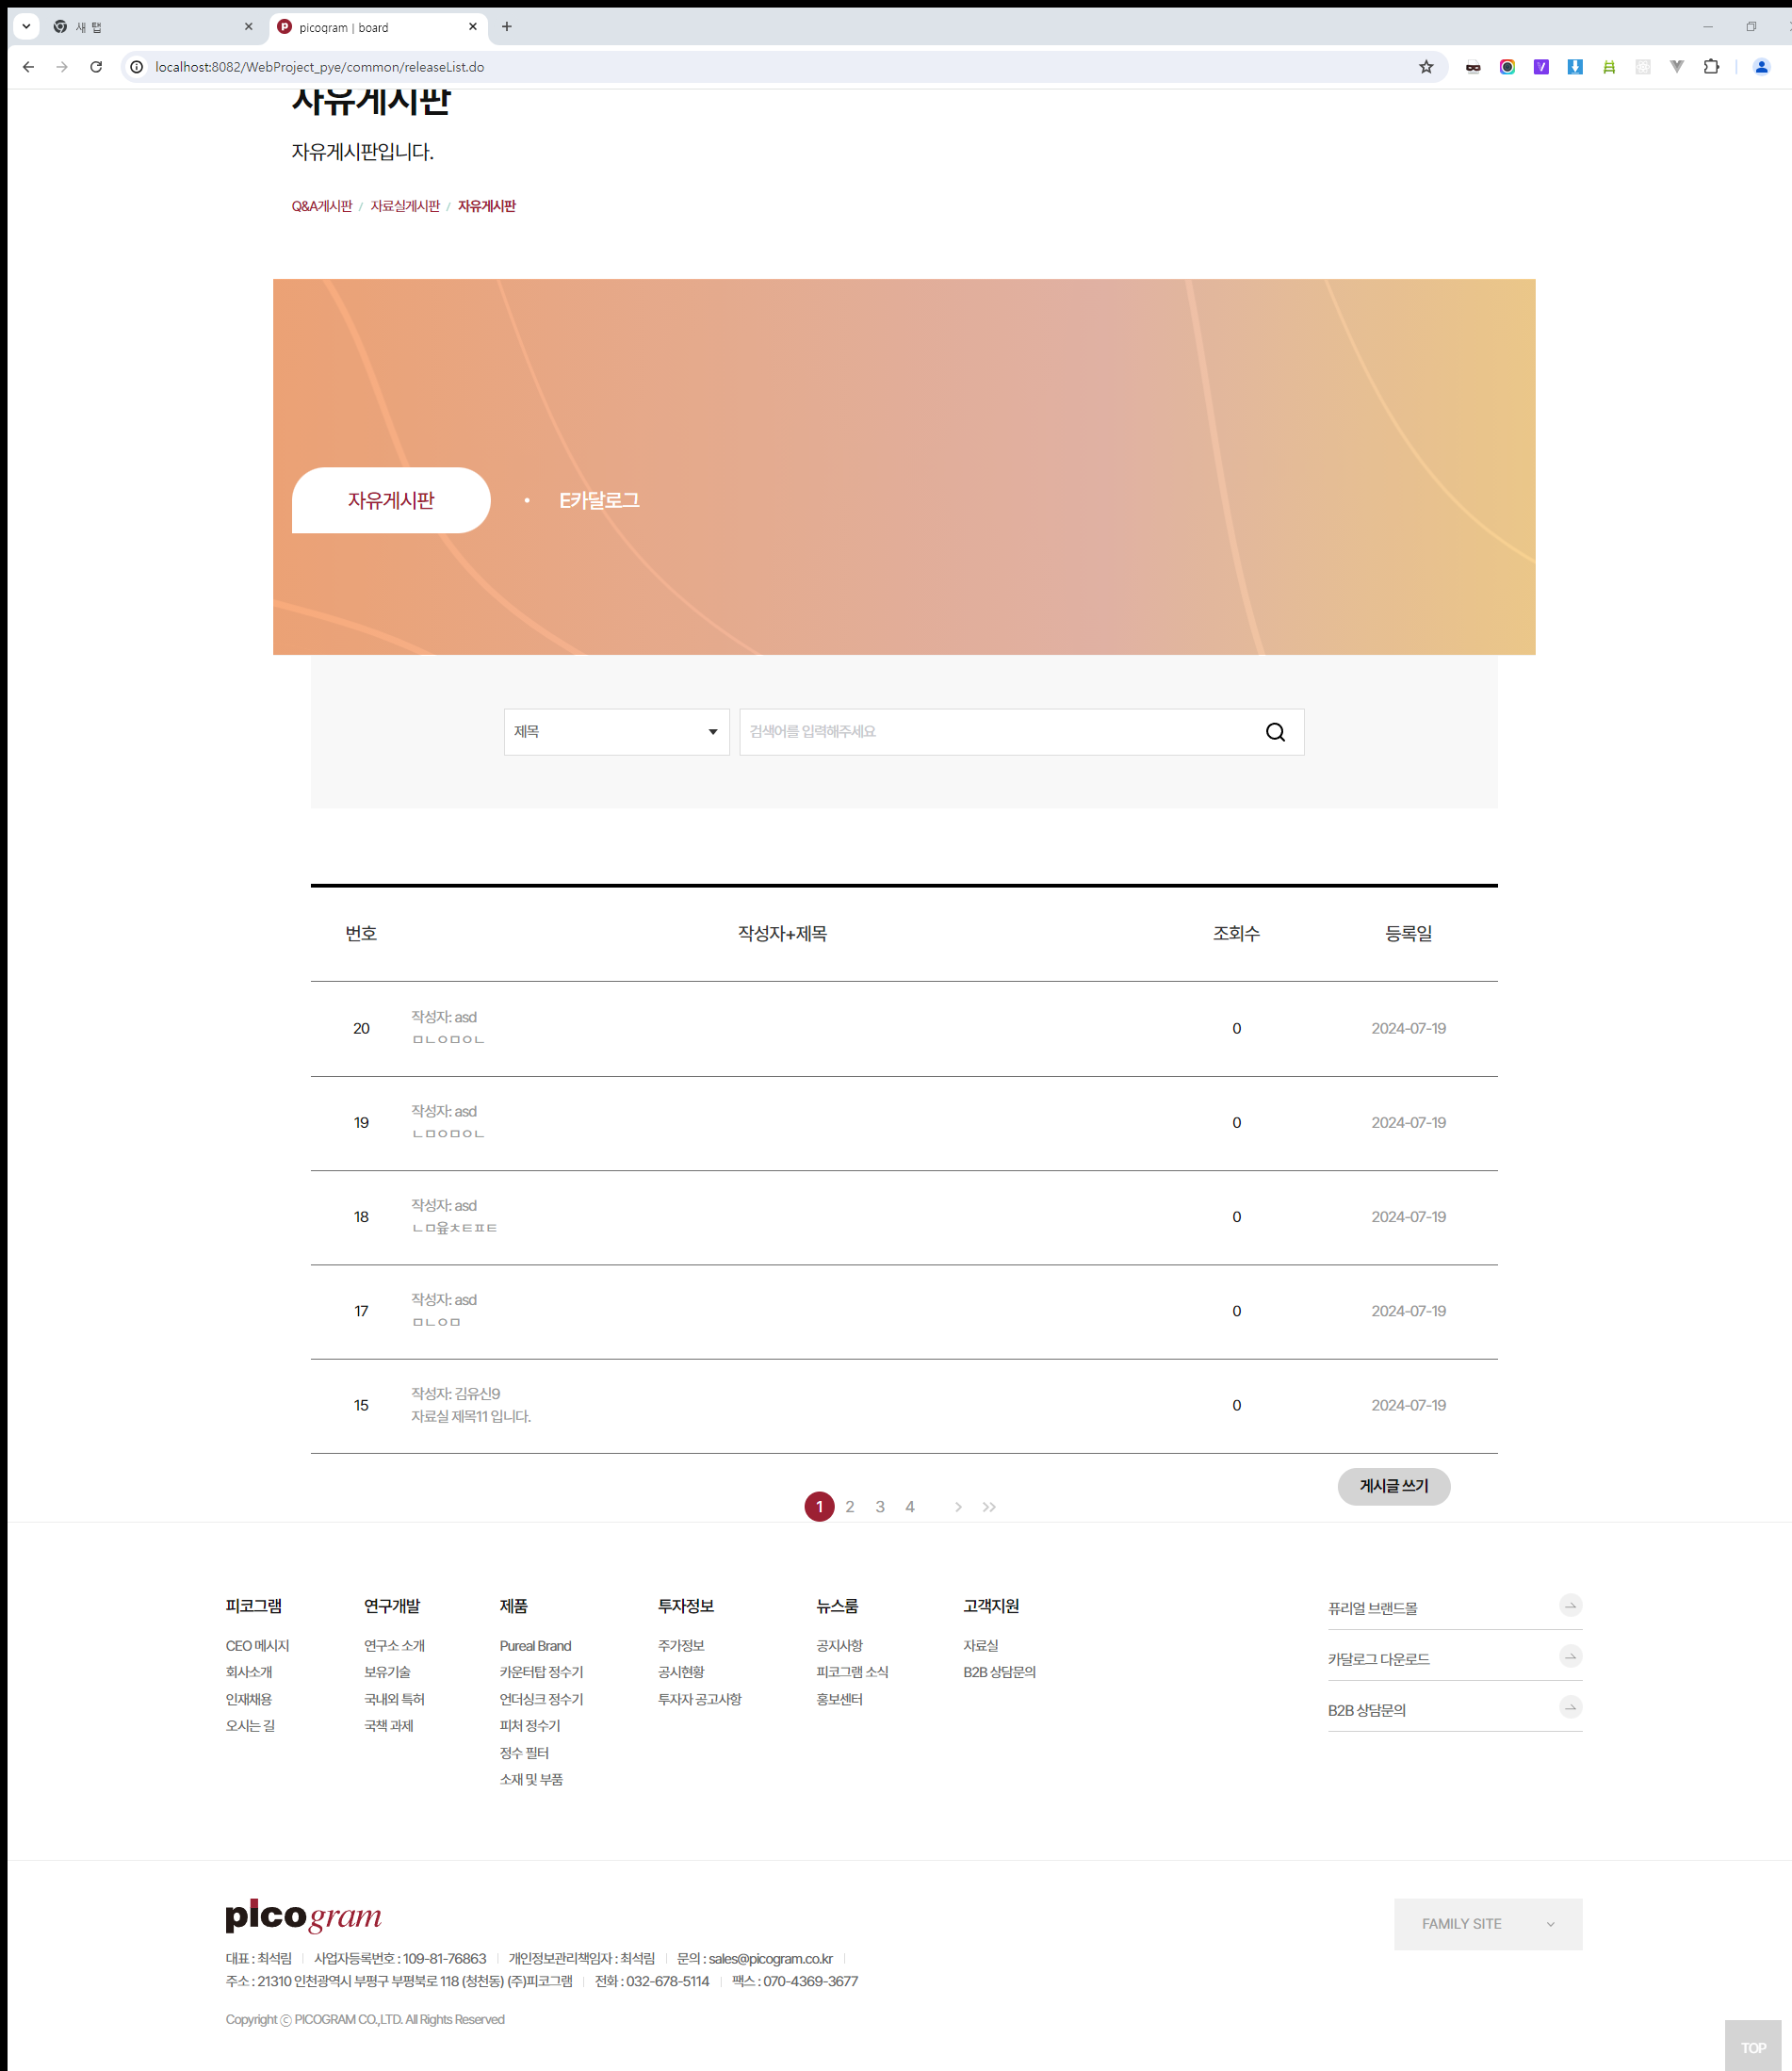 새 탭
picogram | board
localhost:8082/WebProject_pye/common/releaseList.do
자유게시판
자유게시판입니다.
Q&A게시판 / 자료실게시판 / 자유게시판
자유게시판 • E카달로그
제목 검색어를 입력해주세요
번호 작성자+제목 조회수 등록일
작성자: asd
20 0 2024-07-19
ㅁㄴㅇㅁㅇㄴ
작성자: asd
19 0 2024-07-19
ㄴㅁㅇㅁㅇㄴ
작성자: asd
18 0 2024-07-19
작성자: asd
17 0 2024-07-19
ㅁㄴㅇㅁ
작성자: 김유신9
15 0 2024-07-19
자료실 제목11 입니다.
게시글 쓰기
1 2 3 4 > >>
피코그램 연구개발 제품 투자정보 뉴스룸 고객지원
퓨리얼 브랜드몰
CEO 메시지 연구소 소개 Pureal Brand 주가정보 공지사항 자료실
회사소개 보유기술 카운터탑 정수기 공시현황 피코그램 소식 B2B 상담문의
카달로그 다운로드
인재채용 국내외 특허 언더싱크 정수기 투자자 공고사항 홍보센터
B2B 상담문의
오시는 길 국책 과제 피처 정수기
정수 필터
소재 및 부품
picogram
FAMILY SITE
대표 : 최석림 | 사업자등록번호 : 109-81-76863 | 개인정보관리책임자 : 최석림 | 문의 : sales@picogram.co.kr |
주소 : 21310 인천광역시 부평구 부평북로 118 (청천동) (주)피코그램 | 전화 : 032-678-5114 | 팩스 : 070-4369-3677
Copyright ⓒ PICOGRAM CO.,LTD. All Rights Reserved
TOP